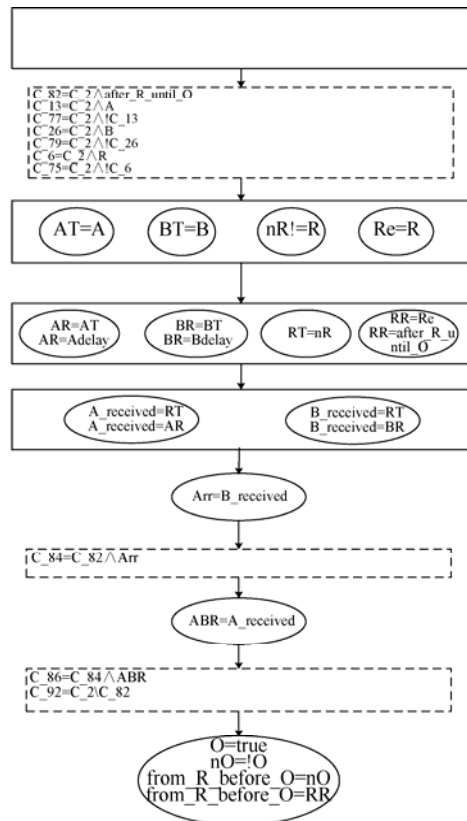 C_82=C_2∧after_R_until_O
C_13=C_2∧A
C_77=C_2∧!C_13
C_26=C_2∧B
C_79=C_2∧!C_26
C_6=C_2∧R
C_75=C_2∧!C_6
AT=A
BT=B
nR!=R
Re=R
AR=AT
AR=Adelay
BR=BT
BR=Bdelay
RT=nR
RR=Re
RR=after_R_u
ntil_O
A_received=RT
A_received=AR
B_received=RT
B_received=BR
Arr=B_received
C_84=C_82∧Arr
ABR=A_received
C_86=C_84∧ABR
C_92=C_2\C_82
O=true
nO=!O
from_R_before_O=nO
from_R_before_O=RR